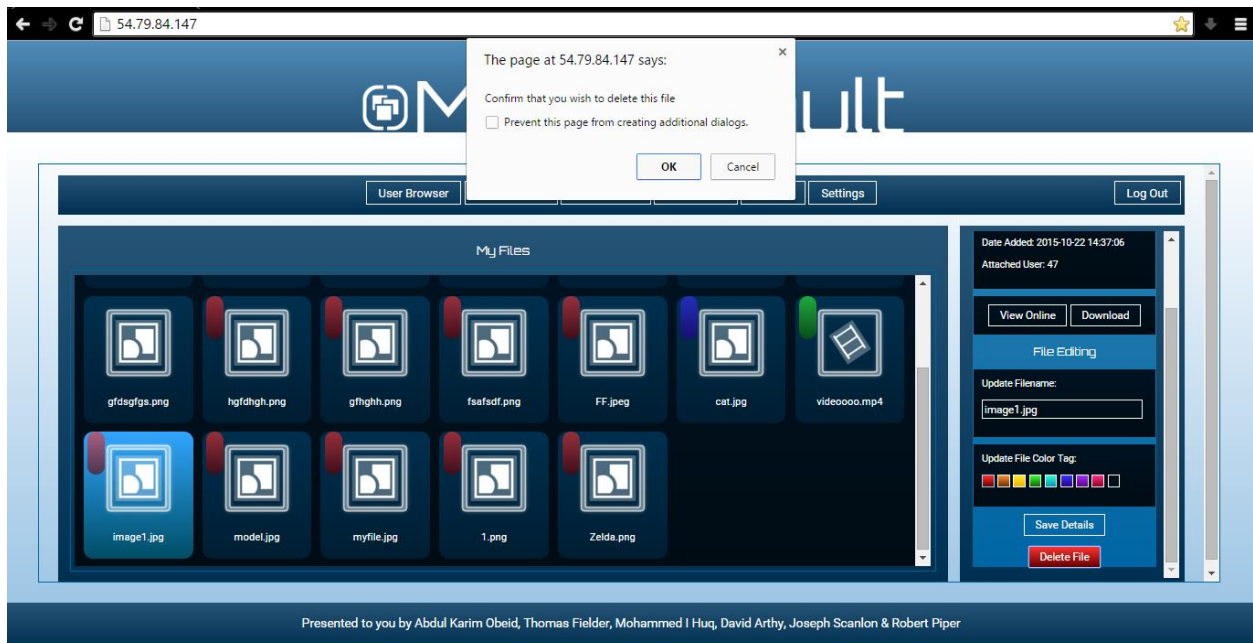 54.79.84.147
The page at 54.79.84.147 says:
Confirm that you wish to delete this file
Prevent this page from creating additional dialogs.
OK Cancel
User Browser Settings Log Out
My Files
gfdsgfgs.png hgfdhgh.png gfhghh.png fsafsdf.png FF.jpeg cat.jpg videoooo.mp4
image1.jpg model.jpg myfile.jpg 1.png Zelda.png
Date Added: 2015-10-22 14:37:06
Attached User: 47
View Online Download
File Editing
Update Filename:
image1.jpg
Update File Color Tag:
Save Details
Delete File
Presented to you by Abdul Karim Obeid, Thomas Fielder, Mohammed I Huq, David Arthy, Joseph Scanlon & Robert Piper